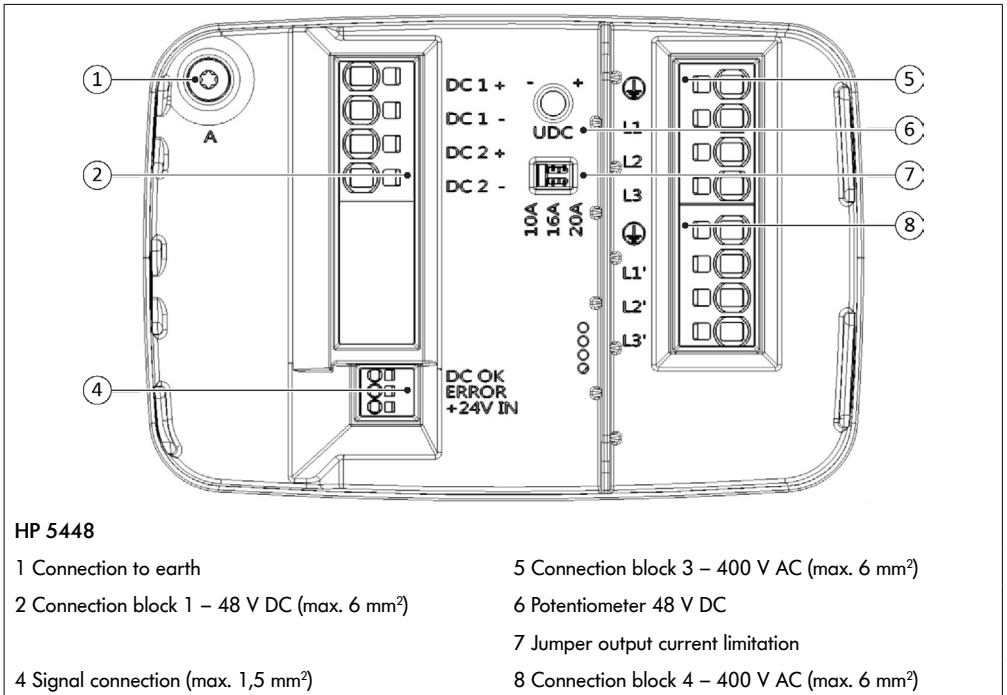 1
A
2
4
DC 1 +
DC 1 -
DC 2 +
DC 2 -
- +
UDC
10A
16A
20A
DC OK
ERROR
+24V IN
L1
L2
L3
L1'
L2'
L3'
5
6
7
8
HP 5448
1 Connection to earth
2 Connection block 1 – 48 V DC (max. 6 mm²)
4 Signal connection (max. 1,5 mm²)
5 Connection block 3 – 400 V AC (max. 6 mm²)
6 Potentiometer 48 V DC
7 Jumper output current limitation
8 Connection block 4 – 400 V AC (max. 6 mm²)